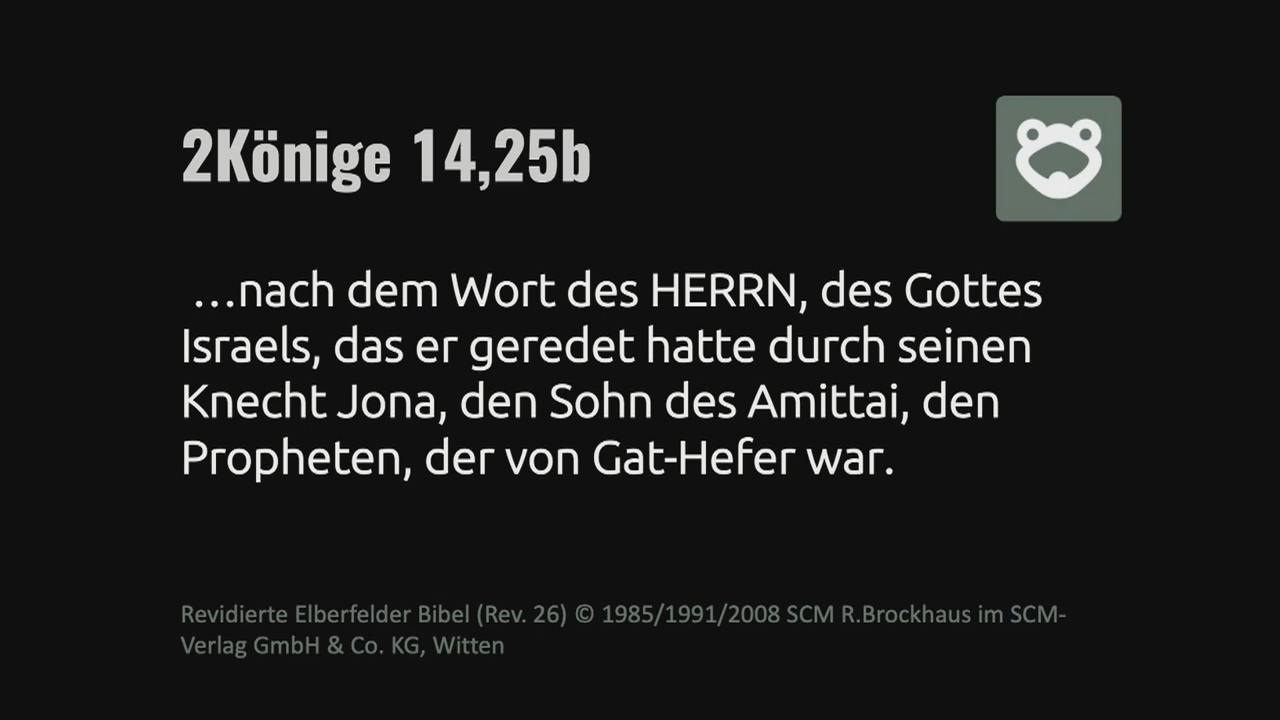 2Könige 14,25b
…nach dem Wort des HERRN, des Gottes
Israels, das er geredet hatte durch seinen
Knecht Jona, den Sohn des Amittai, den
Propheten, der von Gat-Hefer war.
Revidierte Elberfelder Bibel (Rev. 26) © 1985/1991/2008 SCM R.Brockhaus im SCM-
Verlag GmbH & Co. KG, Witten